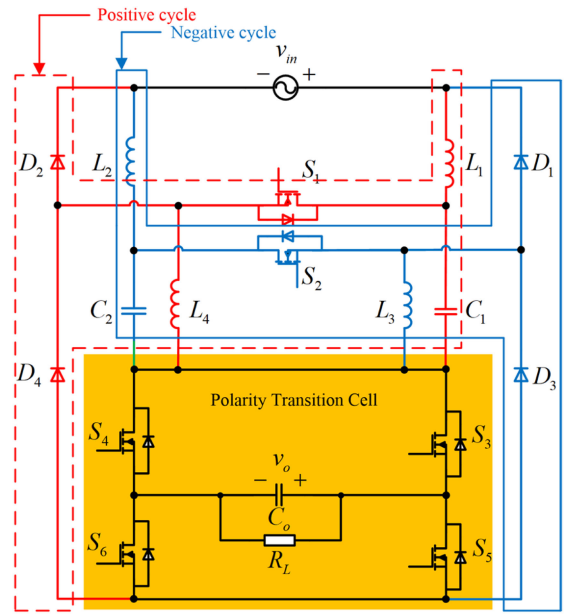 Positive cycle
Negative cycle
v_in
− +
D_2
L_2
S_1
L_1
D_1
S_2
C_2
L_4
L_3
C_1
D_4
D_3
Polarity Transition Cell
S_4
S_3
v_o
− +
C_o
S_6
R_L
S_5